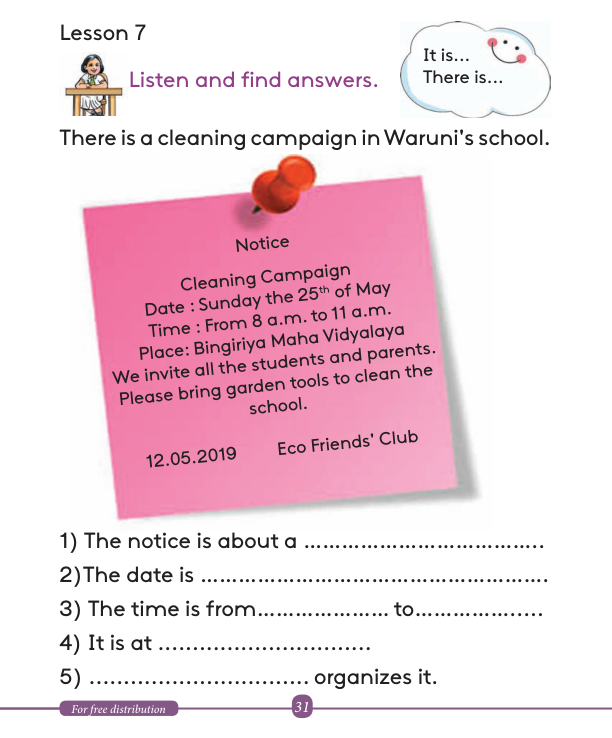 Lesson 7
It is...
There is...
Listen and find answers.
There is a cleaning campaign in Waruni's school.
Notice
Cleaning Campaign
Date : Sunday the 25th of May
Time : From 8 a.m. to 11 a.m.
Place: Bingiriya Maha Vidyalaya
We invite all the students and parents.
Please bring garden tools to clean the
school.
12.05.2019 Eco Friends' Club
1) The notice is about a ........................................
2)The date is ......................................................
3) The time is from..................... to.....................
4) It is at ...............................
5) ................................ organizes it.
For free distribution
31